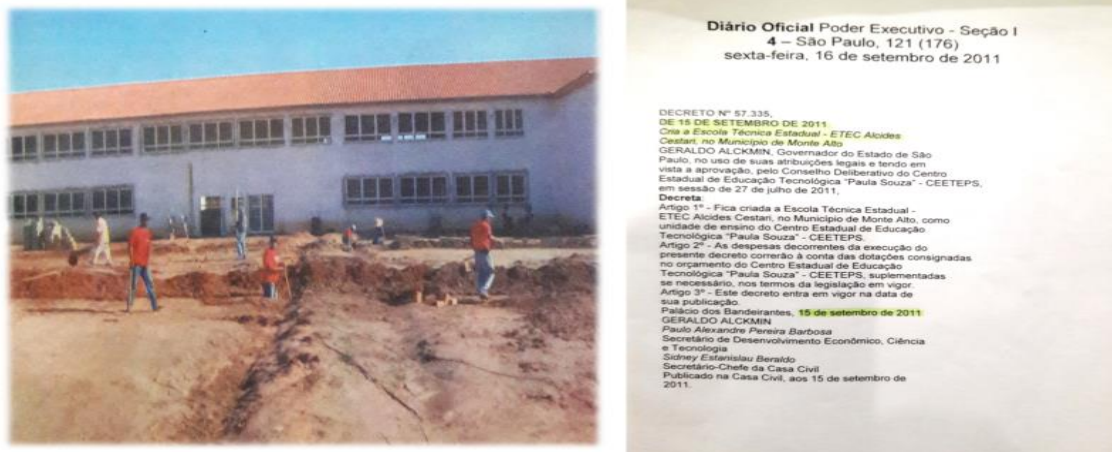 Diário Oficial Poder Executivo - Seção I
4 – São Paulo, 121 (176)
sexta-feira, 16 de setembro de 2011
DECRETO Nº 57.335,
DE 15 DE SETEMBRO DE 2011
Cria a Escola Técnica Estadual - ETEC Alcides
Cestari, no Município de Monte Alto
GERALDO ALCKMIN, Governador do Estado de São
Paulo, no uso de suas atribuições legais e tendo em
vista a aprovação, pelo Conselho Deliberativo do Centro
Estadual de Educação Tecnológica "Paula Souza" - CEETEPS,
em sessão de 27 de julho de 2011,
Decreta:
Artigo 1º - Fica criada a Escola Técnica Estadual -
ETEC Alcides Cestari, no Município de Monte Alto, como
unidade de ensino do Centro Estadual de Educação
Tecnológica "Paula Souza" - CEETEPS.
Artigo 2º - As despesas decorrentes da execução do
presente decreto correrão à conta das dotações consignadas
no orçamento do Centro Estadual de Educação
Tecnológica "Paula Souza" - CEETEPS, suplementadas
se necessário, nos termos da legislação em vigor.
Artigo 3º - Este decreto entra em vigor na data de
sua publicação.
Palácio dos Bandeirantes, 15 de setembro de 2011
GERALDO ALCKMIN
Paulo Alexandre Pereira Barbosa
Secretário de Desenvolvimento Econômico, Ciência
e Tecnologia
Sidney Estanislau Beraldo
Secretário-Chefe da Casa Civil
Publicado na Casa Civil, aos 15 de setembro de
2011.